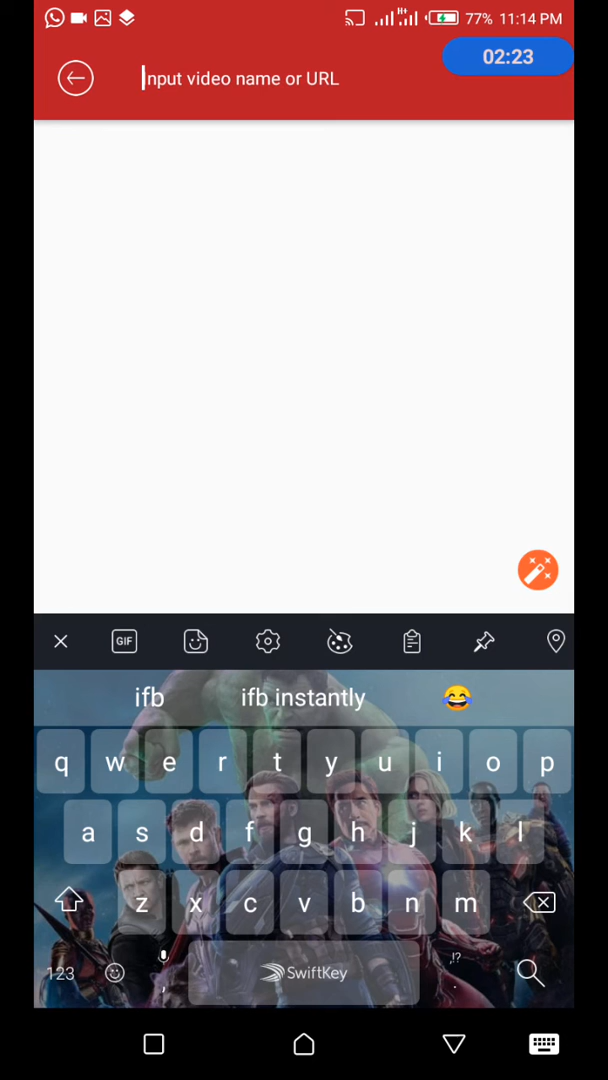 H+ 77% 11:14 PM
02:23
Input video name or URL
GIF
ifb ifb instantly
q w e r t y u i o p
a s d f g h j k l
z x c v b n m
123 , SwiftKey ,!? .